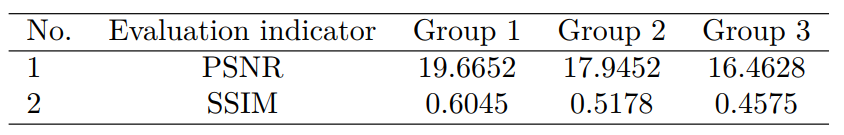 No. Evaluation indicator Group 1 Group 2 Group 3
1 PSNR 19.6652 17.9452 16.4628
2 SSIM 0.6045 0.5178 0.4575